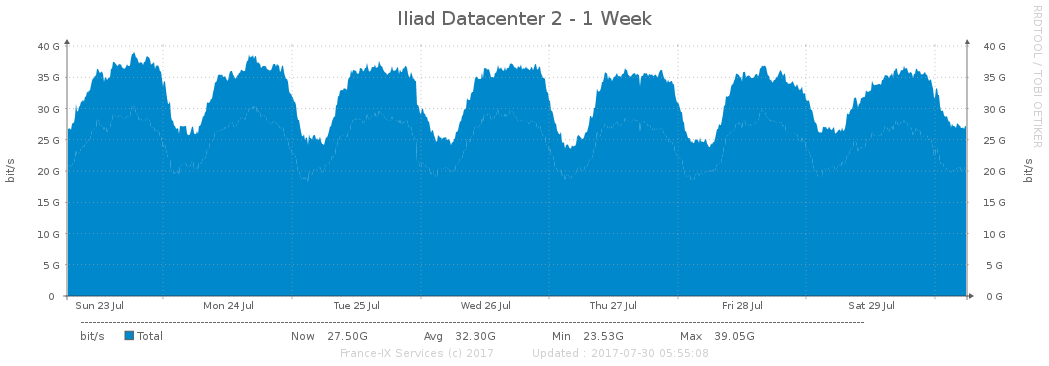 Iliad Datacenter 2 - 1 Week
RRDTOOL / TOBI OETIKER
40 G 40 G
35 G 35 G
30 G 30 G
25 G 25 G
20 G 20 G
15 G 15 G
10 G 10 G
5 G 5 G
0 0 G
bit/s bit/s
Sun 23 Jul Mon 24 Jul Tue 25 Jul Wed 26 Jul Thu 27 Jul Fri 28 Jul Sat 29 Jul
bit/s Total Now 27.50G Avg 32.30G Min 23.53G Max 39.05G
France-IX Services (c) 2017 Updated : 2017-07-30 05:55:08